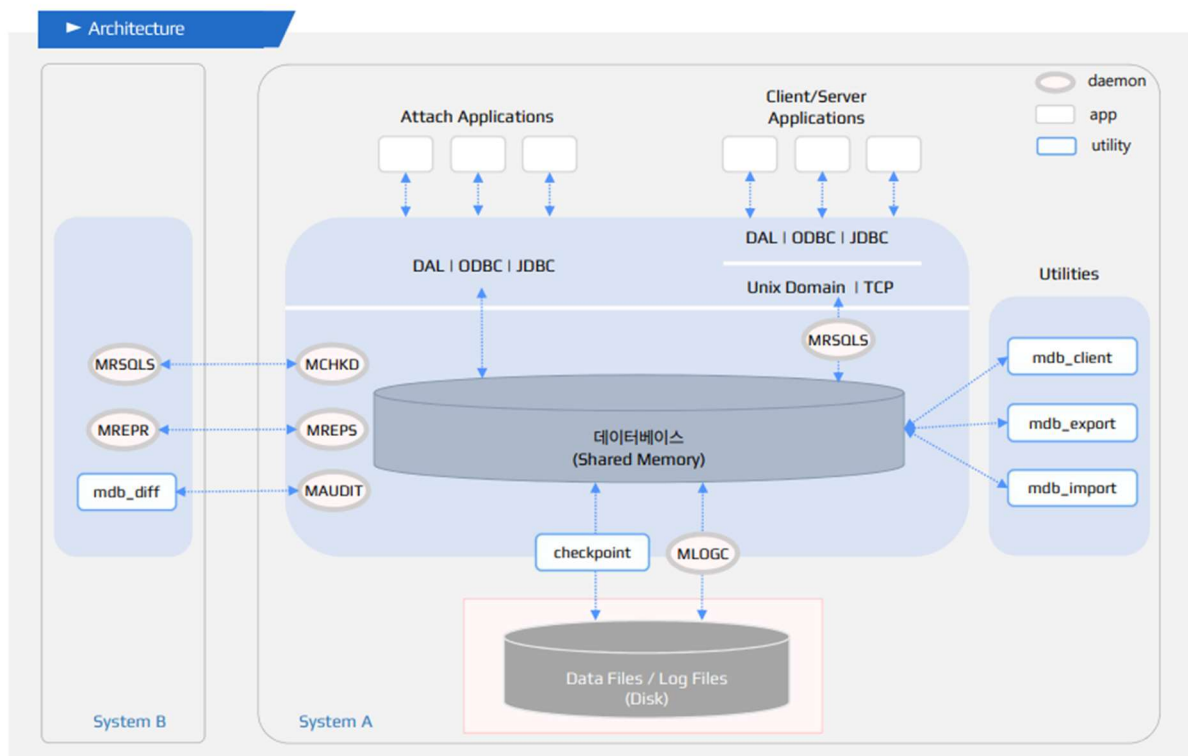 ► Architecture
daemon
app
utility
Attach Applications
Client/Server
Applications
DAL | ODBC | JDBC
DAL | ODBC | JDBC
Unix Domain | TCP
Utilities
MRSQLS
MRSQLS
MCHKD
MREPR
MREPS
mdb_diff
MAUDIT
데이터베이스
(Shared Memory)
mdb_client
mdb_export
mdb_import
checkpoint
MLOGC
Data Files / Log Files
(Disk)
System B
System A